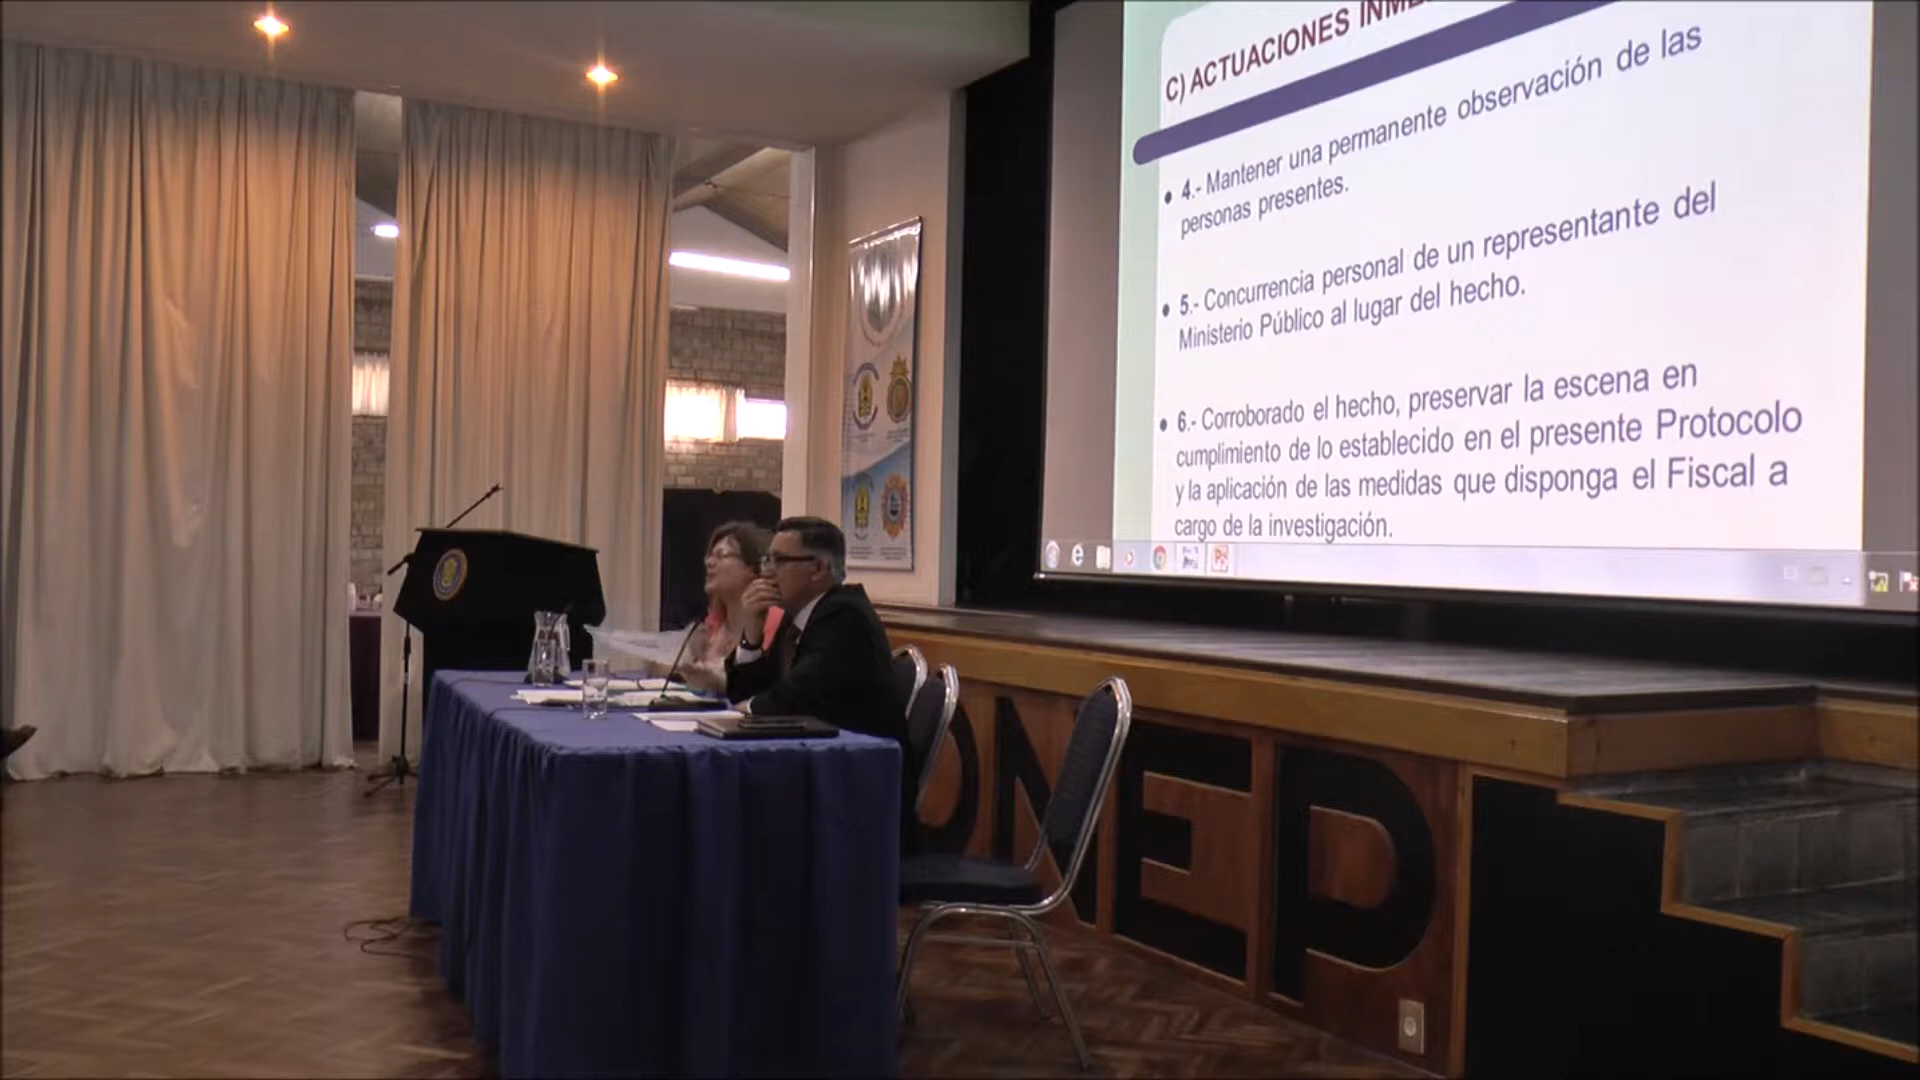 C) ACTUACIONES
• 4.- Mantener una permanente observación de las
personas presentes.
• 5.- Concurrencia personal de un representante del
Ministerio Público al lugar del hecho.
• 6.- Corroborado el hecho, preservar la escena en
cumplimiento de lo establecido en el presente Protocolo
y la aplicación de las medidas que disponga el Fiscal a
cargo de la investigación.
ONEP